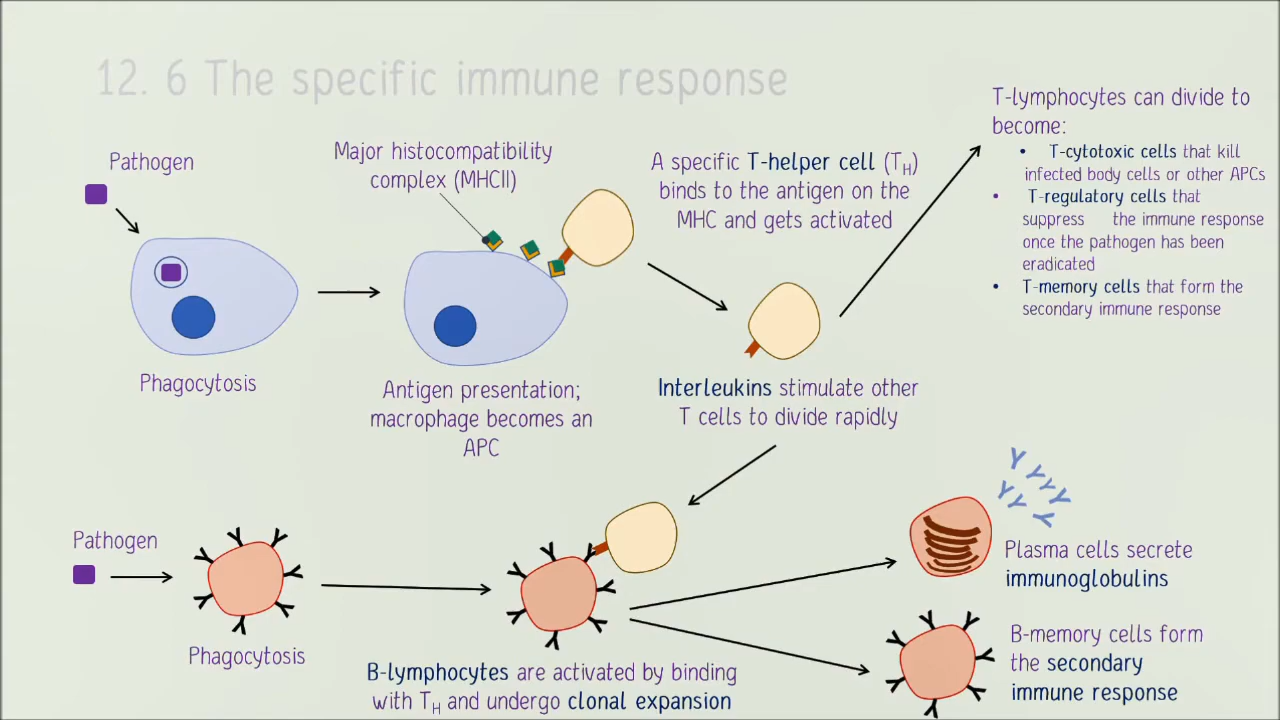 12. 6 The specific immune response
Pathogen
Phagocytosis
Major histocompatibility
complex (MHCII)
Antigen presentation;
macrophage becomes an
APC
A specific T-helper cell (TH)
binds to the antigen on the
MHC and gets activated
Interleukins stimulate other
T cells to divide rapidly
T-lymphocytes can divide to
become:
• T-cytotoxic cells that kill
infected body cells or other APCs
• T-regulatory cells that
suppress the immune response
once the pathogen has been
eradicated
• T-memory cells that form the
secondary immune response
Pathogen
Phagocytosis
B-lymphocytes are activated by binding
with TH and undergo clonal expansion
Plasma cells secrete
immunoglobulins
B-memory cells form
the secondary
immune response